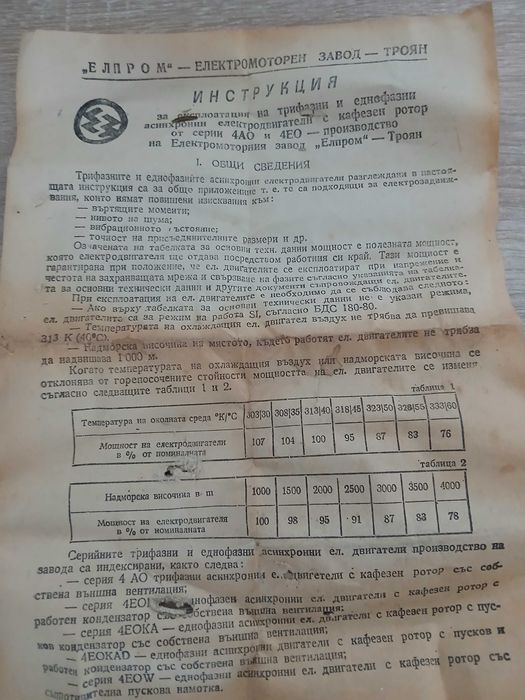 „ЕЛПРОМ“ — ЕЛЕКТРОМОТОРЕН ЗАВОД — ТРОЯН
ИНСТРУКЦИЯ
за експлоатация на трифазни и еднофазни
асинхронни електродвигатели с кафезен ротор
от серии 4АО и 4ЕО — производство
на Електромоторния завод „Елпром“ — Троян
I. ОБЩИ СВЕДЕНИЯ
Трифазните и еднофазните асинхронни електродвигатели разглеждани в настоя-
щата инструкция са за общо приложение т. е. те са подходящи за електрозадвиж-
вания, които нямат повишени изисквания към:
— въртящите моменти;
— нивото на шума;
— вибрационното състояние;
— точност на присъединителните размери и др.
Означената на табелката за основни техн. данни мощност е полезната мощност,
която електродвигателя ще отдава посредством работния си край. Тази мощност е
гарантирана при положение, че ел. двигателите се експлоатират при напрежение и
честота на захранващата мрежа и свързване на фазите съгласно указанията на табелка-
та за основни технически данни и другите документи съпровождащи ел. двигателите.
При експлоатация на ел. двигателите е необходимо да се съблюдава следното:
— Ако върху табелката за основни технически данни не е указан режима,
ел. двигателите са за режим на работа SI, съгласно БДС 180-80.
— Температурата на охлаждащия ел. двигател въздух не трябва да превишава
313 К (40°С).
— Надморска височина на мястото, където работят ел. двигателите не трябва
да надвишава 1 000 м.
Когато температурата на охлаждащия въздух или надморската височина се
отклонява от горепосочените стойности мощността на ел. двигателите се изменя
съгласно следващите таблици 1 и 2.
таблица 1
Температура на околната среда °К/°С 303|30 308|35 313|40 318|45 323|50 328|55 333|60
Мощност на електродвигатели в % от номиналната 107 104 100 95 87 83 76
таблица 2
Надморска височина в m 1000 1500 2000 2500 3000 3500 4000
Мощност на електродвигателя в % от номиналната 100 98 95 91 87 83 78
Серийните трифазни и еднофазни асинхронни ел. двигатели производство на
завода са индексирани, както следва:
— серия 4 АО трифазни асинхронни ел. двигатели с кафезен ротор със собс-
твена външна вентилация;
— серия 4ЕО еднофазни асинхронни ел. двигатели с кафезен ротор с
работен кондензатор със собствена външна вентилация;
— серия 4ЕОКА — еднофазни асинхронни ел. двигатели с кафезен ротор с пус-
ков кондензатор със собствена външна вентилация;
— 4ЕОКАD — еднофазни асинхронни ел. двигатели с кафезен ротор с пусков и
работен кондензатор със собствена външна вентилация;
— серия 4EOW — еднофазни асинхронни ел. двигатели с кафезен ротор със
съпротивителна пускова намотка.